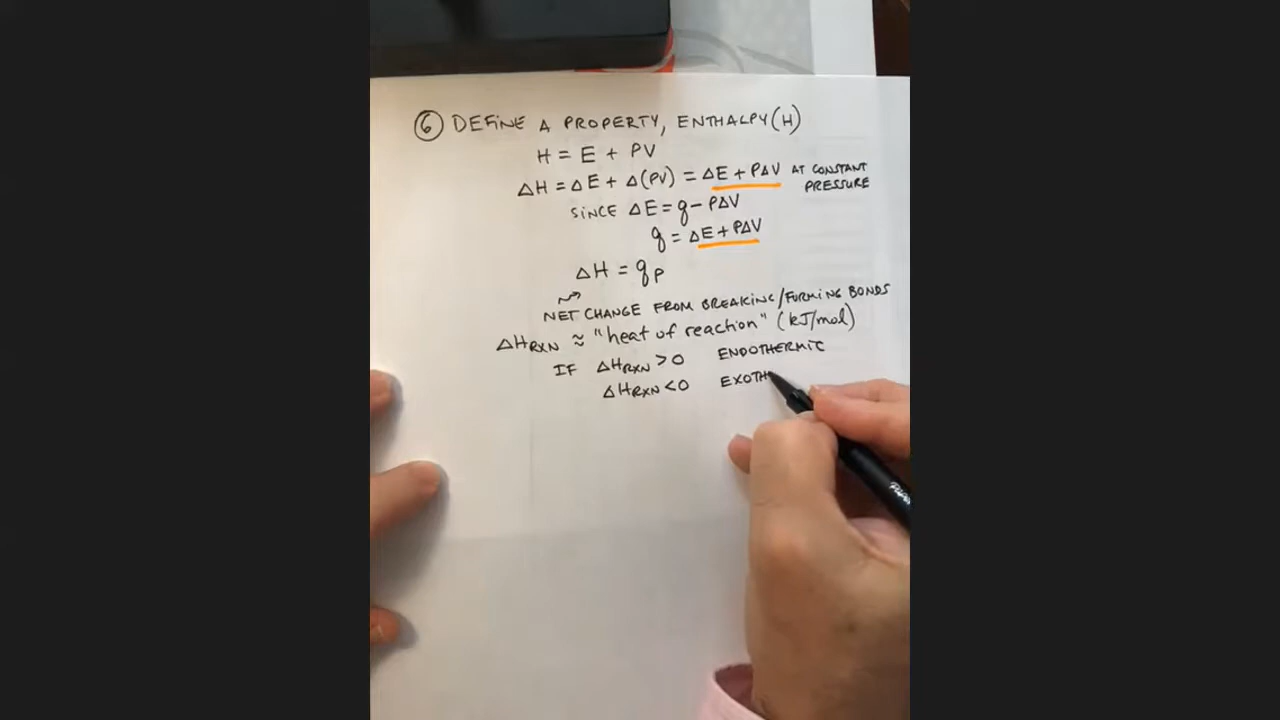 ⑥ DEFINE A PROPERTY, ENTHALPY (H)
H = E + PV
ΔH = ΔE + Δ(PV) = ΔE + PΔV AT CONSTANT PRESSURE
SINCE ΔE = q - PΔV
q = ΔE + PΔV
ΔH = qP
NET CHANGE FROM BREAKING/FORMING BONDS
ΔHRXN ≈ "heat of reaction" (kJ/mol)
IF ΔHRXN > 0 ENDOTHERMIC
ΔHRXN < 0 EXOTH